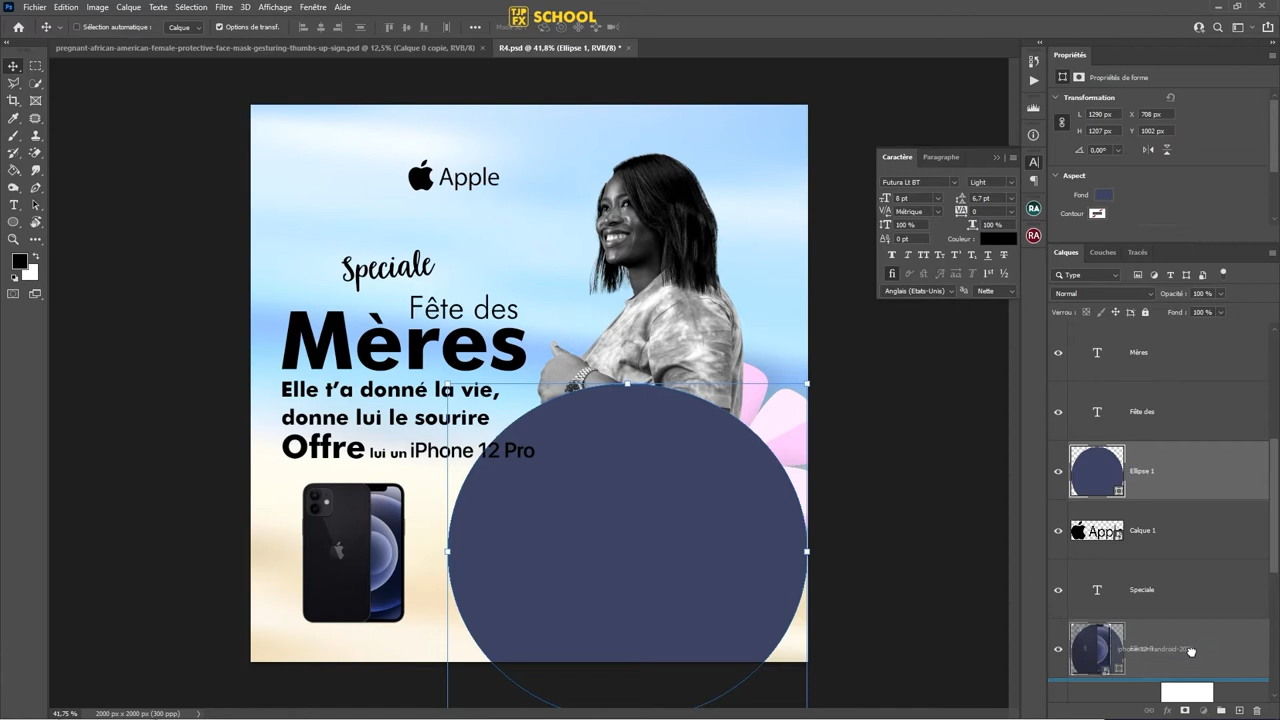 TJP FX SCHOOL
Fichier Edition Image Calque Texte Sélection Filtre 3D Affichage Fenêtre Aide
Sélection automatique : Calque Options de transf.
pregnant-african-american-female-protective-face-mask-gesturing-thumbs-up-sign.psd @ 12,5% (Calque 0 copie, RVB/8)
R4.psd @ 41,8% (Ellipse 1, RVB/8) *
Apple
Speciale
Fête des
Mères
Elle t'a donné la vie,
donne lui le sourire
Offre lui un iPhone 12 Pro
Caractère Paragraphe
Futura Lt BT Light
8 pt 6,7 pt
Métrique 0
100 % 100 %
0 pt Couleur :
Anglais (Etats-Unis) Nette
Propriétés
Propriétés de forme
Transformation
L 1290 px X 708 px
H 1207 px Y 1002 px
0,00°
Aspect
Fond
Contour
Calques Couches Tracés
Type
Normal Opacité : 100 %
Verrou : Fond : 100 %
Mères
Fête des
Ellipse 1
Calque 1
Speciale
41,75 % 2000 px x 2000 px (300 ppp)